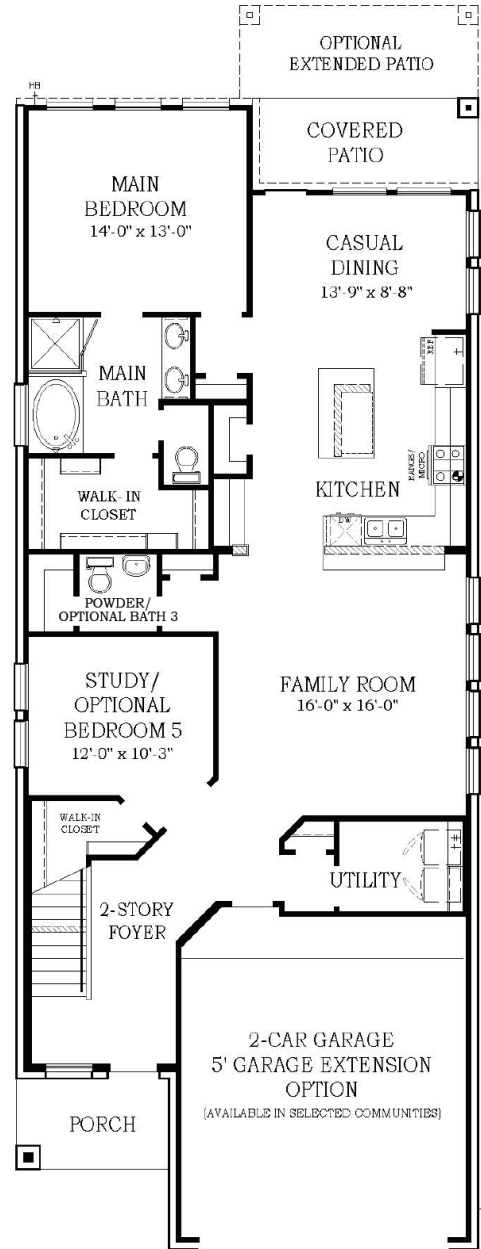 OPTIONAL
EXTENDED PATIO
HB
COVERED
PATIO
MAIN
BEDROOM
14'-0" x 13'-0"
CASUAL
DINING
13'-9" x 8'-8"
REF
MAIN
BATH
RANGE/
MICRO
KITCHEN
WALK-IN
CLOSET
DW
POWDER/
OPTIONAL BATH 3
STUDY/
OPTIONAL
BEDROOM 5
12'-0" x 10'-3"
FAMILY ROOM
16'-0" x 16'-0"
WALK-IN
CLOSET
UTILITY
2-STORY
FOYER
2-CAR GARAGE
5' GARAGE EXTENSION
OPTION
(AVAILABLE IN SELECTED COMMUNITIES)
PORCH